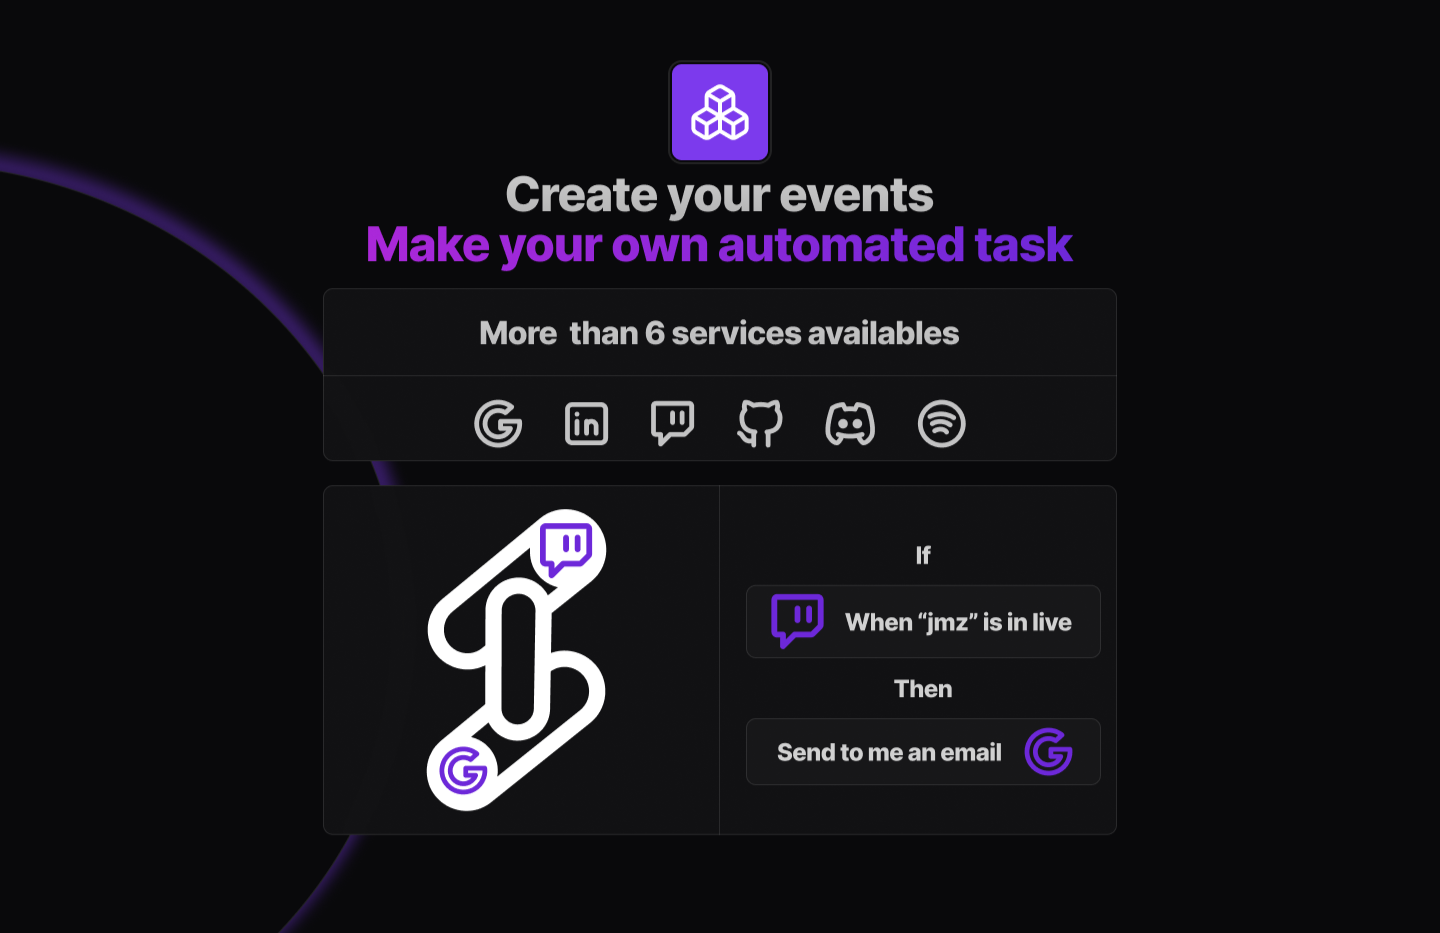 Create your events
Make your own automated task
More than 6 services availables
If
When “jmz” is in live
Then
Send to me an email